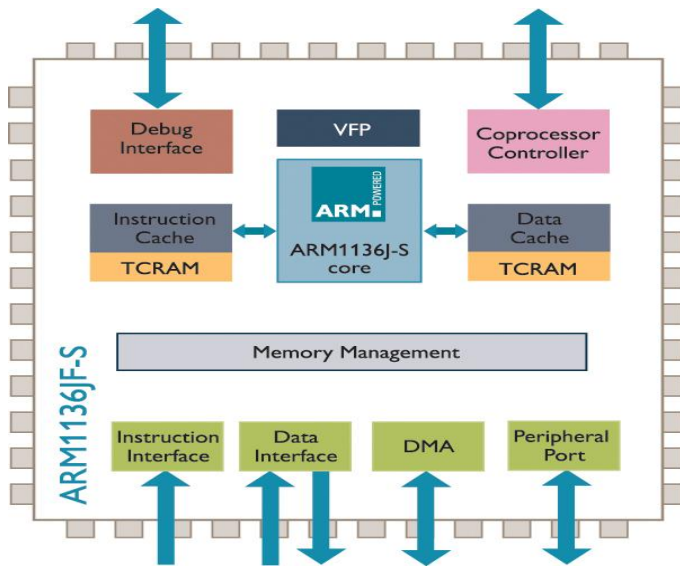 Debug
Interface
VFP
Coprocessor
Controller
ARM POWERED
ARM1136J-S
core
Instruction
Cache
TCRAM
Data
Cache
TCRAM
Memory Management
ARM1136JF-S
Instruction
Interface
Data
Interface
DMA
Peripheral
Port